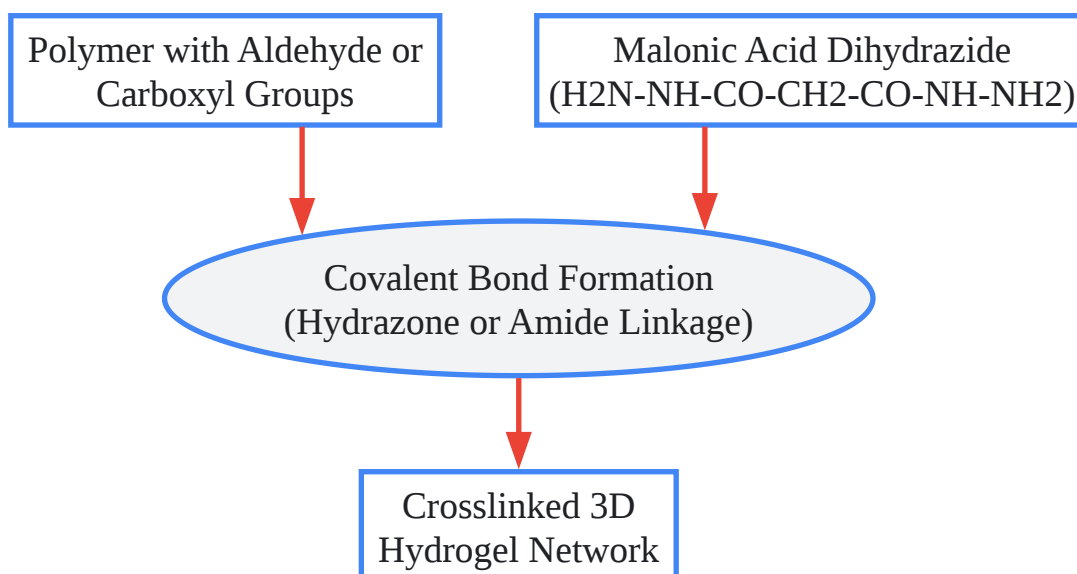 Polymer with Aldehyde or
Carboxyl Groups
Malonic Acid Dihydrazide
(H2N-NH-CO-CH2-CO-NH-NH2)
Covalent Bond Formation
(Hydrazone or Amide Linkage)
Crosslinked 3D
Hydrogel Network